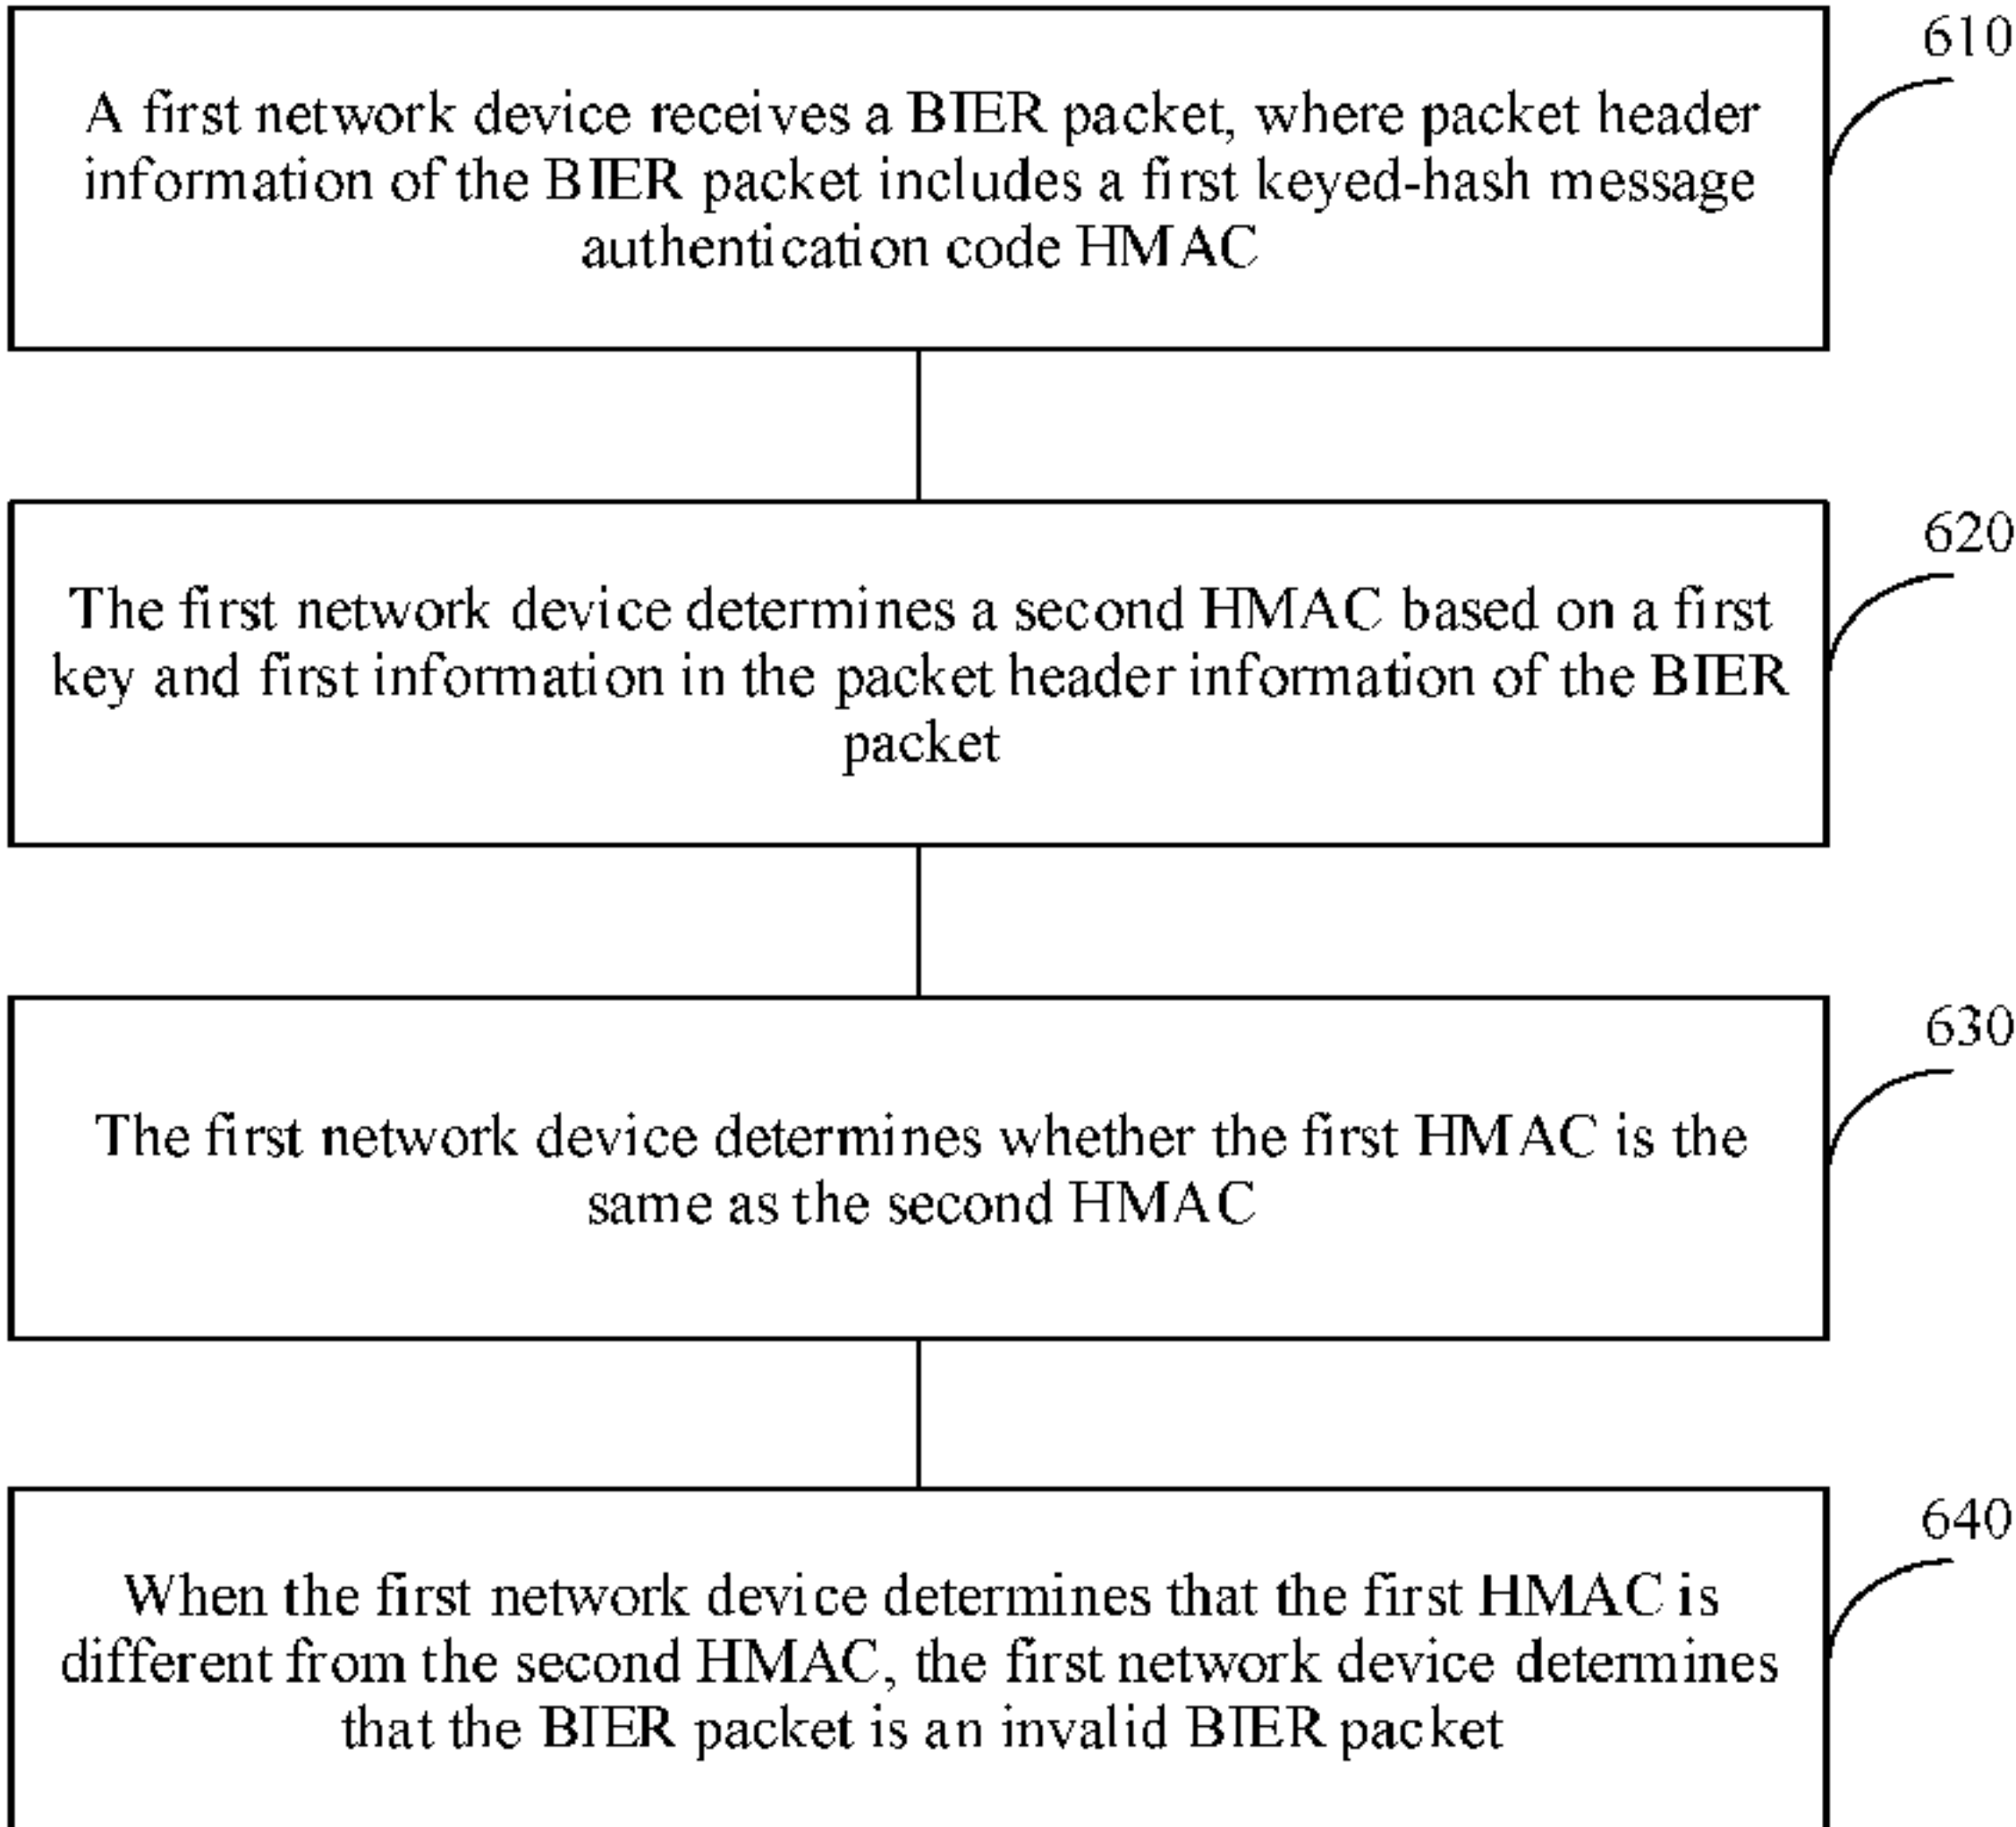 610
A first network device receives a BIER packet, where packet header
information of the BIER packet includes a first keyed-hash message
authentication code HMAC
620
The first network device determines a second HMAC based on a first
key and first information in the packet header information of the BIER
packet
630
The first network device determines whether the first HMAC is the
same as the second HMAC
640
When the first network device determines that the first HMAC is
different from the second HMAC, the first network device determines
that the BIER packet is an invalid BIER packet